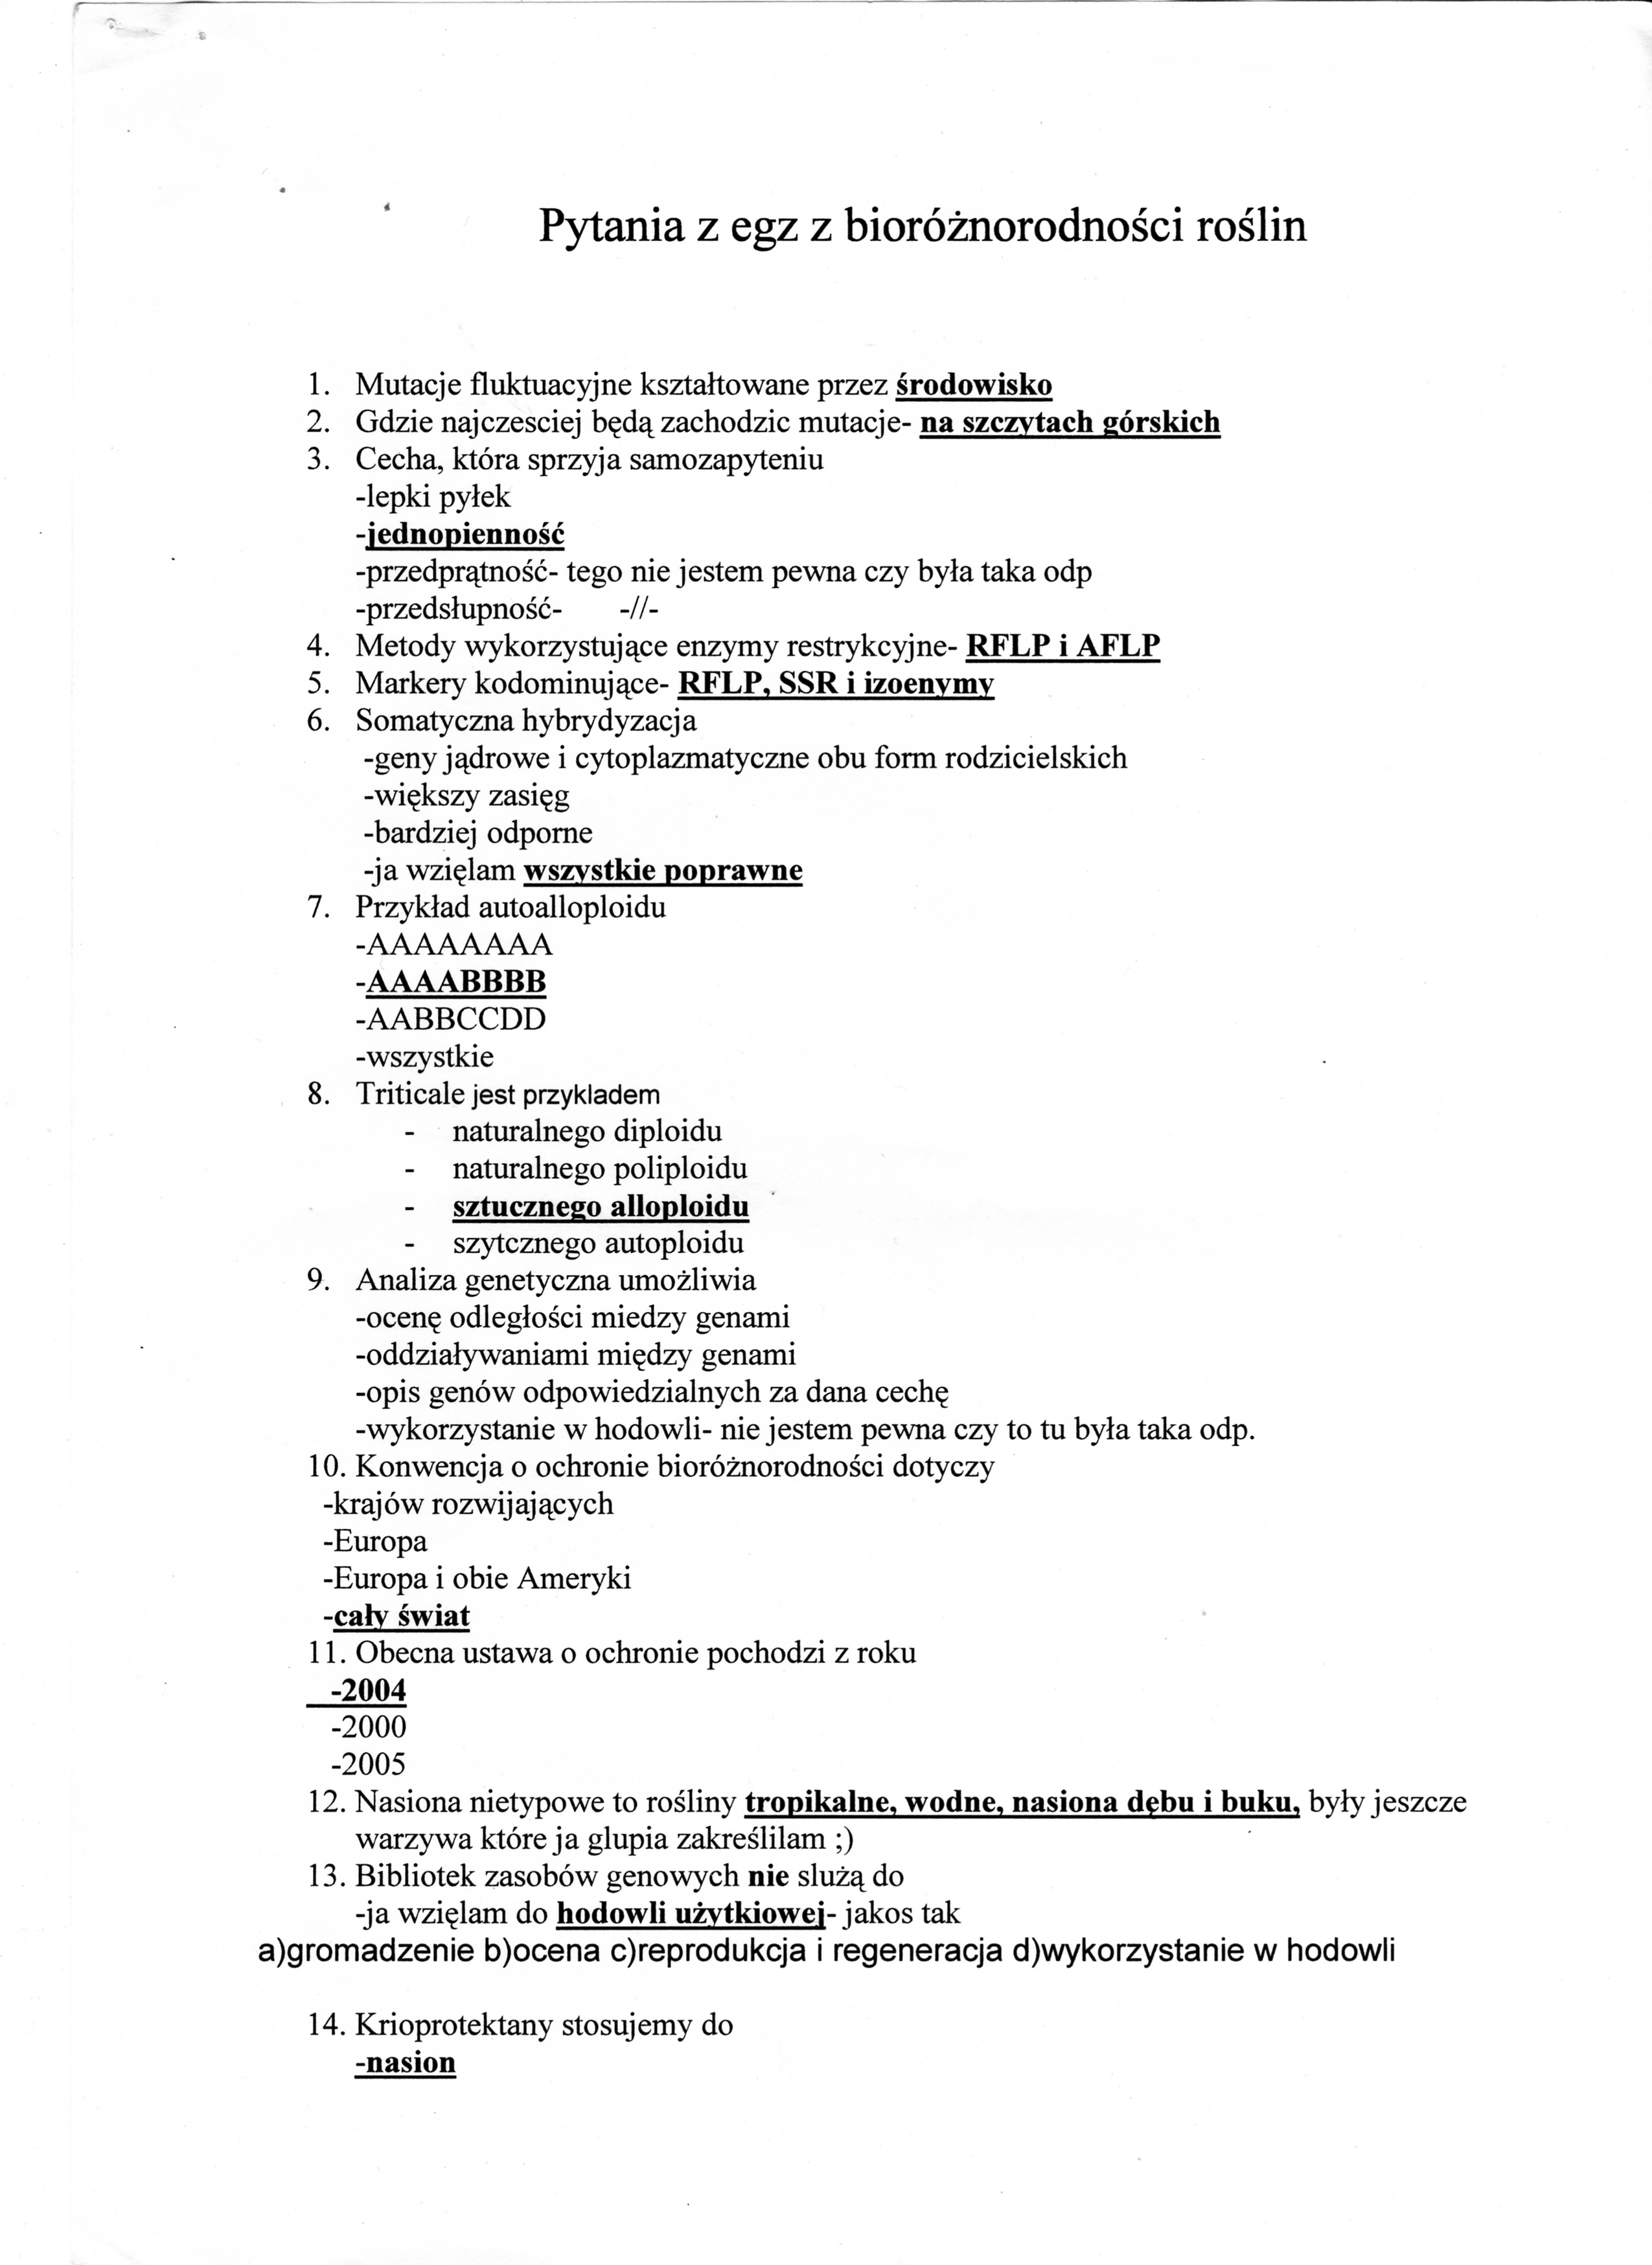 Pytania z egz z bioróżnorodności roślin
1. Mutacje fluktuacyjne kształtowane przez środowisko
2. Gdzie najczesciej będą zachodzic mutacje- na szczytach górskich
3. Cecha, która sprzyja samozapyteniu
-lepki pyłek
-jednopienność
-przedprątność- tego nie jestem pewna czy była taka odp
-przedsłupność- -//-
4. Metody wykorzystujące enzymy restrykcyjne- RFLP i AFLP
5. Markery kodominujące- RFLP, SSR i izoenymy
6. Somatyczna hybrydyzacja
-geny jądrowe i cytoplazmatyczne obu form rodzicielskich
-większy zasięg
-bardziej odporne
-ja wzięlam wszystkie poprawne
7. Przykład autoalloploidu
-AAAAAAAA
-AAAABBBB
-AABBCCDD
-wszystkie
8. Triticale jest przykladem
- naturalnego diploidu
- naturalnego poliploidu
- sztucznego alloploidu
- szytcznego autoploidu
9. Analiza genetyczna umożliwia
-ocenę odległości miedzy genami
-oddziaływaniami między genami
-opis genów odpowiedzialnych za dana cechę
-wykorzystanie w hodowli- nie jestem pewna czy to tu była taka odp.
10. Konwencja o ochronie bioróżnorodności dotyczy
-krajów rozwijających
-Europa
-Europa i obie Ameryki
-cały świat
11. Obecna ustawa o ochronie pochodzi z roku
-2004
-2000
-2005
12. Nasiona nietypowe to rośliny tropikalne, wodne, nasiona dębu i buku, były jeszcze
warzywa które ja glupia zakreślilam ;)
13. Bibliotek zasobów genowych nie slużą do
-ja wzięlam do hodowli użytkiowej- jakos tak
a)gromadzenie b)ocena c)reprodukcja i regeneracja d)wykorzystanie w hodowli
14. Krioprotektany stosujemy do
-nasion